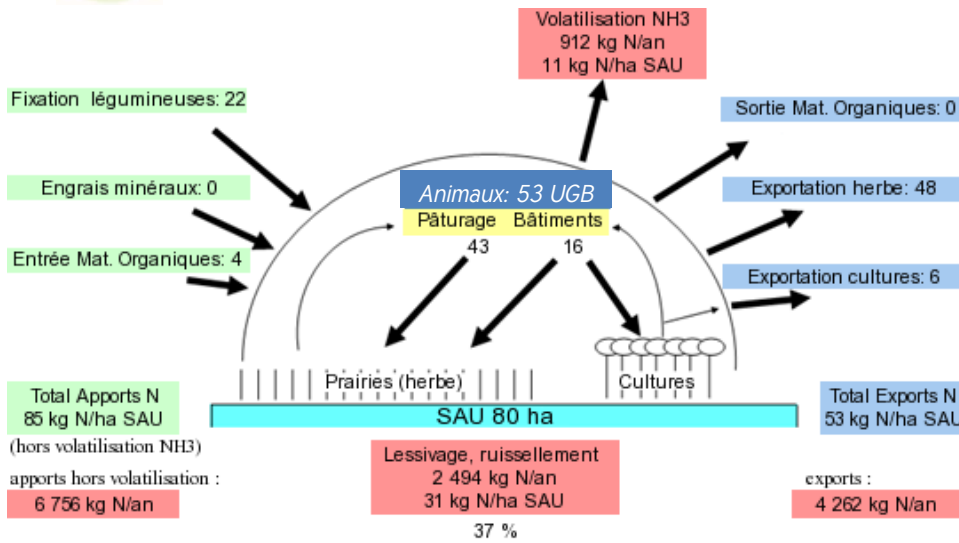 Volatilisation NH3
912 kg N/an
11 kg N/ha SAU
Fixation légumineuses: 22
Sortie Mat. Organiques: 0
Engrais minéraux: 0
Animaux: 53 UGB
Exportation herbe: 48
Pâturage Bâtiments
43 16
Entrée Mat. Organiques: 4
Exportation cultures: 6
Prairies (herbe)
Cultures
Total Apports N
85 kg N/ha SAU
SAU 80 ha
Total Exports N
53 kg N/ha SAU
(hors volatilisation NH3)
apports hors volatilisation :
6 756 kg N/an
Lessivage, ruissellement
2 494 kg N/an
31 kg N/ha SAU
37 %
exports :
4 262 kg N/an